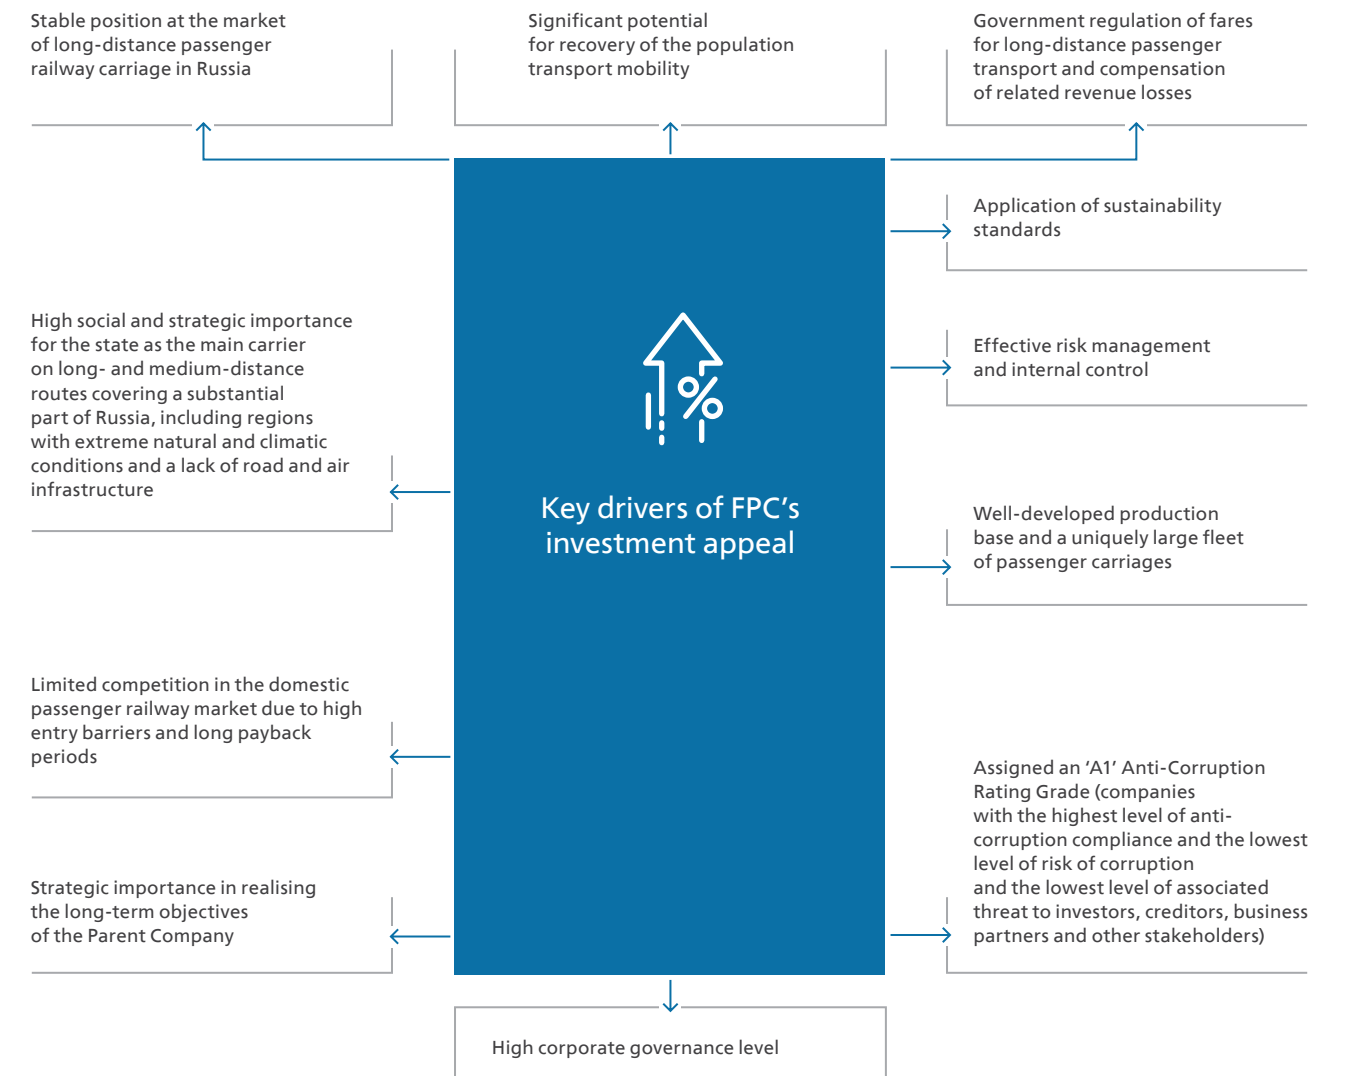 Stable position at the market
of long-distance passenger
railway carriage in Russia
Significant potential
for recovery of the population
transport mobility
Government regulation of fares
for long-distance passenger
transport and compensation
of related revenue losses
Application of sustainability
standards
High social and strategic importance
for the state as the main carrier
on long- and medium-distance
routes covering a substantial
part of Russia, including regions
with extreme natural and climatic
conditions and a lack of road and air
infrastructure
Effective risk management
and internal control
%
Key drivers of FPC’s
investment appeal
Well-developed production
base and a uniquely large fleet
of passenger carriages
Limited competition in the domestic
passenger railway market due to high
entry barriers and long payback
periods
Assigned an ‘A1’ Anti-Corruption
Rating Grade (companies
with the highest level of anti-
corruption compliance and the lowest
level of risk of corruption
and the lowest level of associated
threat to investors, creditors, business
partners and other stakeholders)
Strategic importance in realising
the long-term objectives
of the Parent Company
High corporate governance level